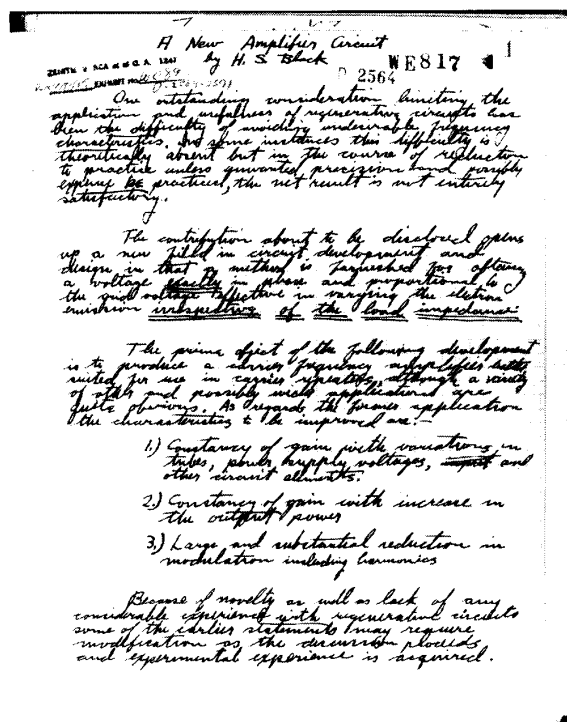 A New Amplifier Circuit
by H. S. Black
ZENITH v RCA et al C. A. 1247
EXHIBIT No.
2564
WE817
1
One outstanding consideration limiting the
application and usefulness of regenerative circuits has
been the difficulty of avoiding undesirable frequency
characteristics. In some instances this difficulty is
theoretically absent but in the course of reduction
to practice unless unwanted precision and possibly
expense be practiced, the net result is not entirely
satisfactory.
The contribution about to be disclosed opens
up a new field in circuit development and
design in that a method is furnished for obtaining
a voltage exactly in phase and proportional to
the grid voltage effective in varying the electron
emission irrespective of the load impedance.
The prime object of the following development
is to produce a carrier frequency amplifier better
suited for use in carrier repeaters, although a variety
of other and possibly wider applications are
quite obvious. As regards the former application
the characteristics to be improved are:—
1.) Constancy of gain with variations in
tubes, power supply voltages, and
other circuit elements.
2.) Constancy of gain with increase in
the output power
3.) Large and substantial reduction in
modulation including harmonics
Because of novelty as well as lack of any
considerable experience with regenerative circuits
some of the earlier statements may require
modification as the discussion proceeds
and experimental experience is acquired.